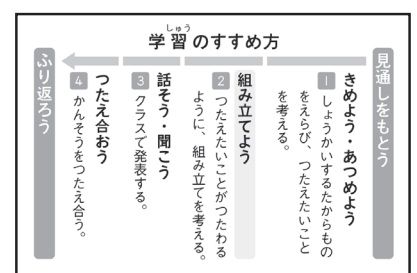 学習のすすめ方
しゅう
見通しをもとう
きめよう・あつめよう
1 しょうかいするたからもの
をえらび、つたえたいこと
を考える。
組み立てよう
2 つたえたいことがつたわる
ように、組み立てを考える。
話そう・聞こう
3 クラスで発表する。
つたえ合おう
4 かんそうをつたえ合う。
ふり返ろう